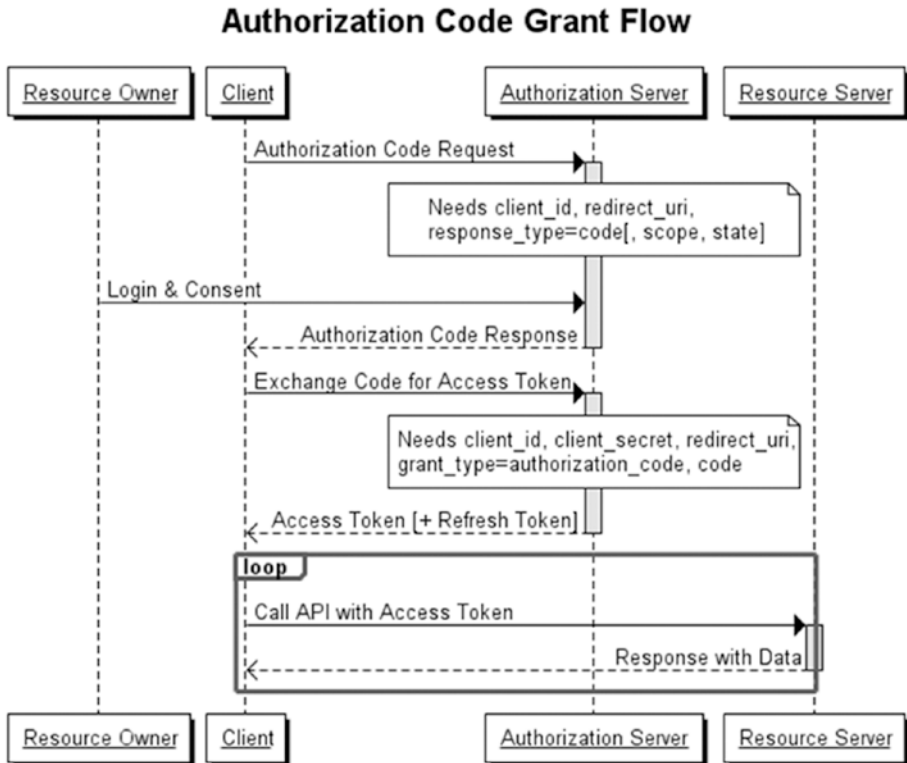 Authorization Code Grant Flow
Resource Owner
Client
Authorization Server
Resource Server
Authorization Code Request
Needs client_id, redirect_uri,
response_type=code[, scope, state]
Login & Consent
Authorization Code Response
Exchange Code for Access Token
Needs client_id, client_secret, redirect_uri,
grant_type=authorization_code, code
Access Token [+ Refresh Token]
loop
Call API with Access Token
Response with Data
Resource Owner
Client
Authorization Server
Resource Server